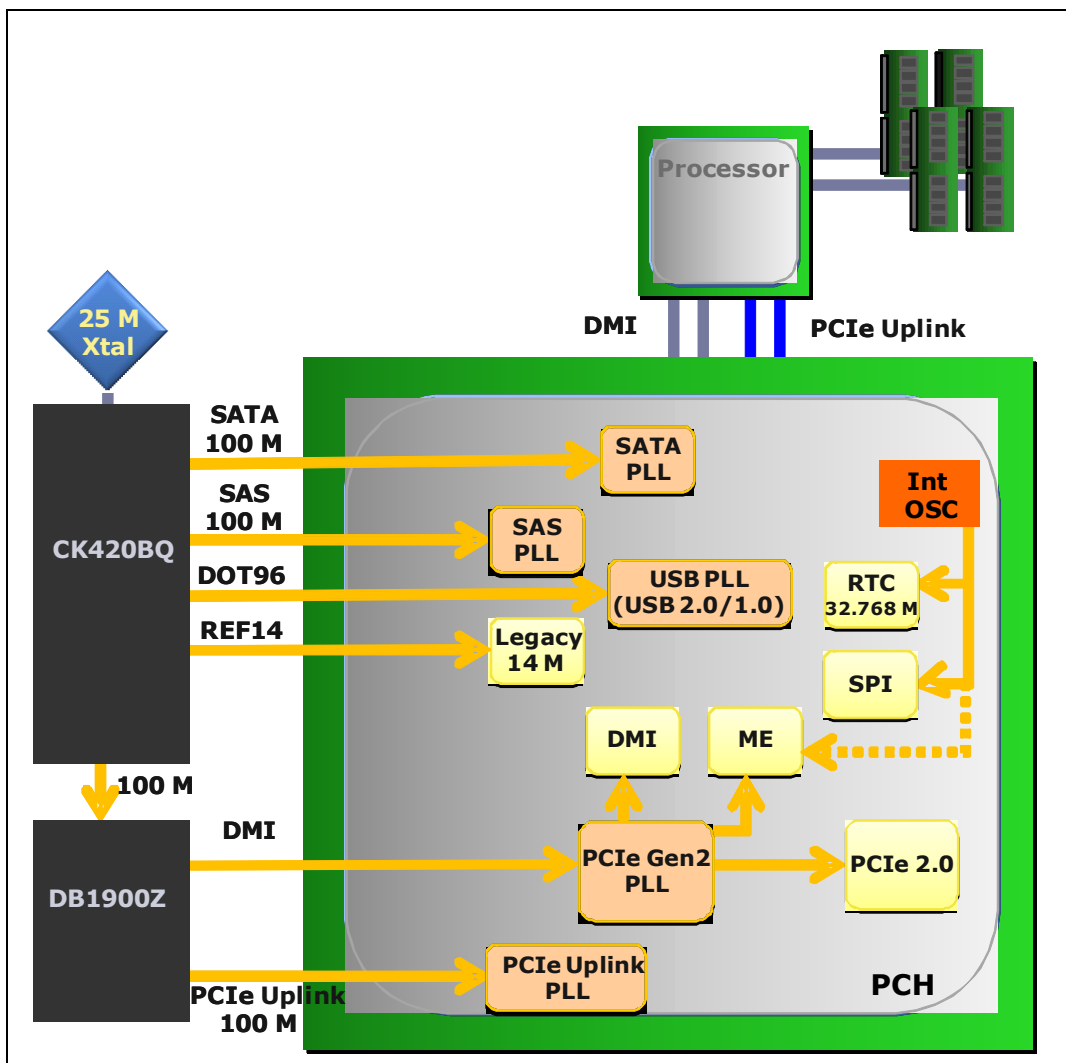 Processor
DMI
PCIe Uplink
25 M
Xtal
CK420BQ
SATA
100 M
SAS
100 M
DOT96
REF14
100 M
DB1900Z
DMI
PCIe Uplink
100 M
SATA
PLL
SAS
PLL
USB PLL
(USB 2.0/1.0)
Legacy
14 M
Int
OSC
RTC
32.768 M
SPI
DMI
ME
PCIe Gen2
PLL
PCIe 2.0
PCIe Uplink
PLL
PCH